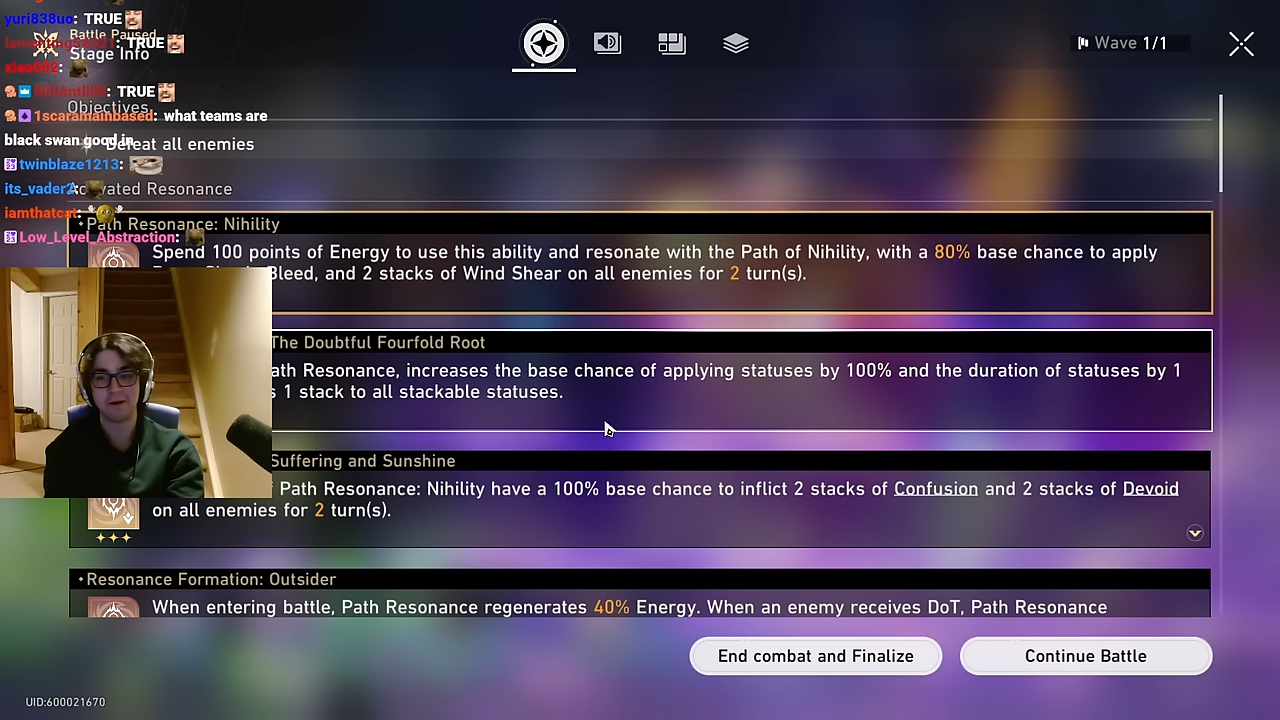 yuri838uo: TRUE
Battle Paused
TRUE
Stage Info
Wave 1/1
xiao002:
TRUE
Objectives
1scaramainbased: what teams are
black swan good in
Defeat all enemies
twinblaze1213:
its_vader2
Activated Resonance
iamthatcat:
Path Resonance: Nihility
Low_Level_Abstraction:
Spend 100 points of Energy to use this ability and resonate with the Path of Nihility, with a 80% base chance to apply
Bleed, and 2 stacks of Wind Shear on all enemies for 2 turn(s).
The Doubtful Fourfold Root
ath Resonance, increases the base chance of applying statuses by 100% and the duration of statuses by 1
s 1 stack to all stackable statuses.
Suffering and Sunshine
Path Resonance: Nihility have a 100% base chance to inflict 2 stacks of Confusion and 2 stacks of Devoid
on all enemies for 2 turn(s).
Resonance Formation: Outsider
When entering battle, Path Resonance regenerates 40% Energy. When an enemy receives DoT, Path Resonance
End combat and Finalize
Continue Battle
UID:600021670